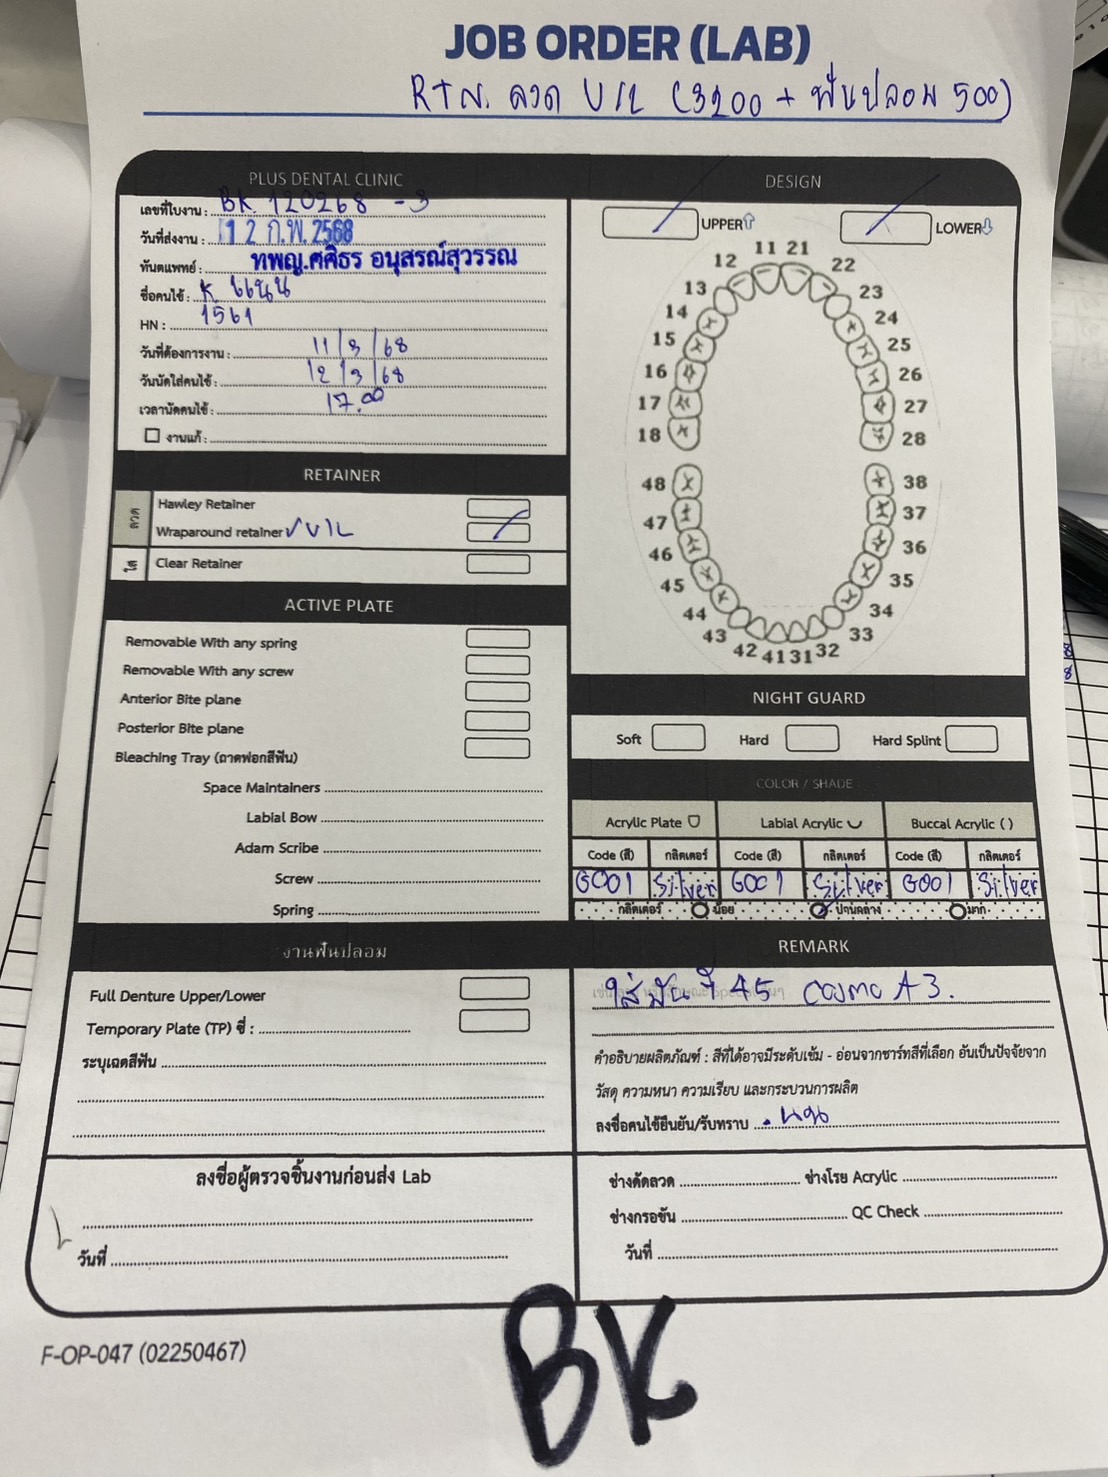 JOB ORDER (LAB)
RTN. ลวด U/L (3200 + ฟันปลอม 500)
PLUS DENTAL CLINIC
เลขที่ใบงาน : BK 120268 -3
วันที่ส่งงาน : 12 ก.พ. 2568
ทันตแพทย์ : ทพญ.ศศิธร อนุสรณ์สุวรรณ
ชื่อคนไข้ : K แนน
HN : 1561
วันที่ต้องการงาน : 11/3/68
วันนัดใส่คนไข้ : 12/3/68
เวลานัดคนไข้ : 17.00
งานแก้ :
DESIGN
UPPER
LOWER
11 21
12 22
13 23
14 24
15 25
16 26
17 27
18 28
48 38
47 37
46 36
45 35
44 34
43 33
42 41 31 32
RETAINER
ลวด
Hawley Retainer
Wraparound retainer ✓ U/L
ใส
Clear Retainer
ACTIVE PLATE
Removable With any spring
Removable With any screw
Anterior Bite plane
Posterior Bite plane
Bleaching Tray (ถาดฟอกสีฟัน)
Space Maintainers
Labial Bow
Adam Scribe
Screw
Spring
NIGHT GUARD
Soft Hard Hard Splint
COLOR / SHADE
Acrylic Plate Labial Acrylic Buccal Acrylic ( )
Code (สี) กลิตเตอร์ Code (สี) กลิตเตอร์ Code (สี) กลิตเตอร์
G001 Silver G001 Silver G001 Silver
กลิตเตอร์ น้อย ปานกลาง มาก
งานฟันปลอม
Full Denture Upper/Lower
Temporary Plate (TP) ซี่ :
ระบุเฉดสีฟัน
REMARK
ใส่ฟันที่ 45 cosmo A3.
คำอธิบายผลิตภัณฑ์ : สีที่ได้อาจมีระดับเข้ม - อ่อนจากชาร์ทสีที่เลือก อันเป็นปัจจัยจาก
วัสดุ ความหนา ความเรียบ และกระบวนการผลิต
ลงชื่อคนไข้ยืนยัน/รับทราบ
ลงชื่อผู้ตรวจชิ้นงานก่อนส่ง Lab
วันที่
ช่างดัดลวด ช่างโรย Acrylic
ช่างกรอขัน QC Check
วันที่
F-OP-047 (02250467)
BK